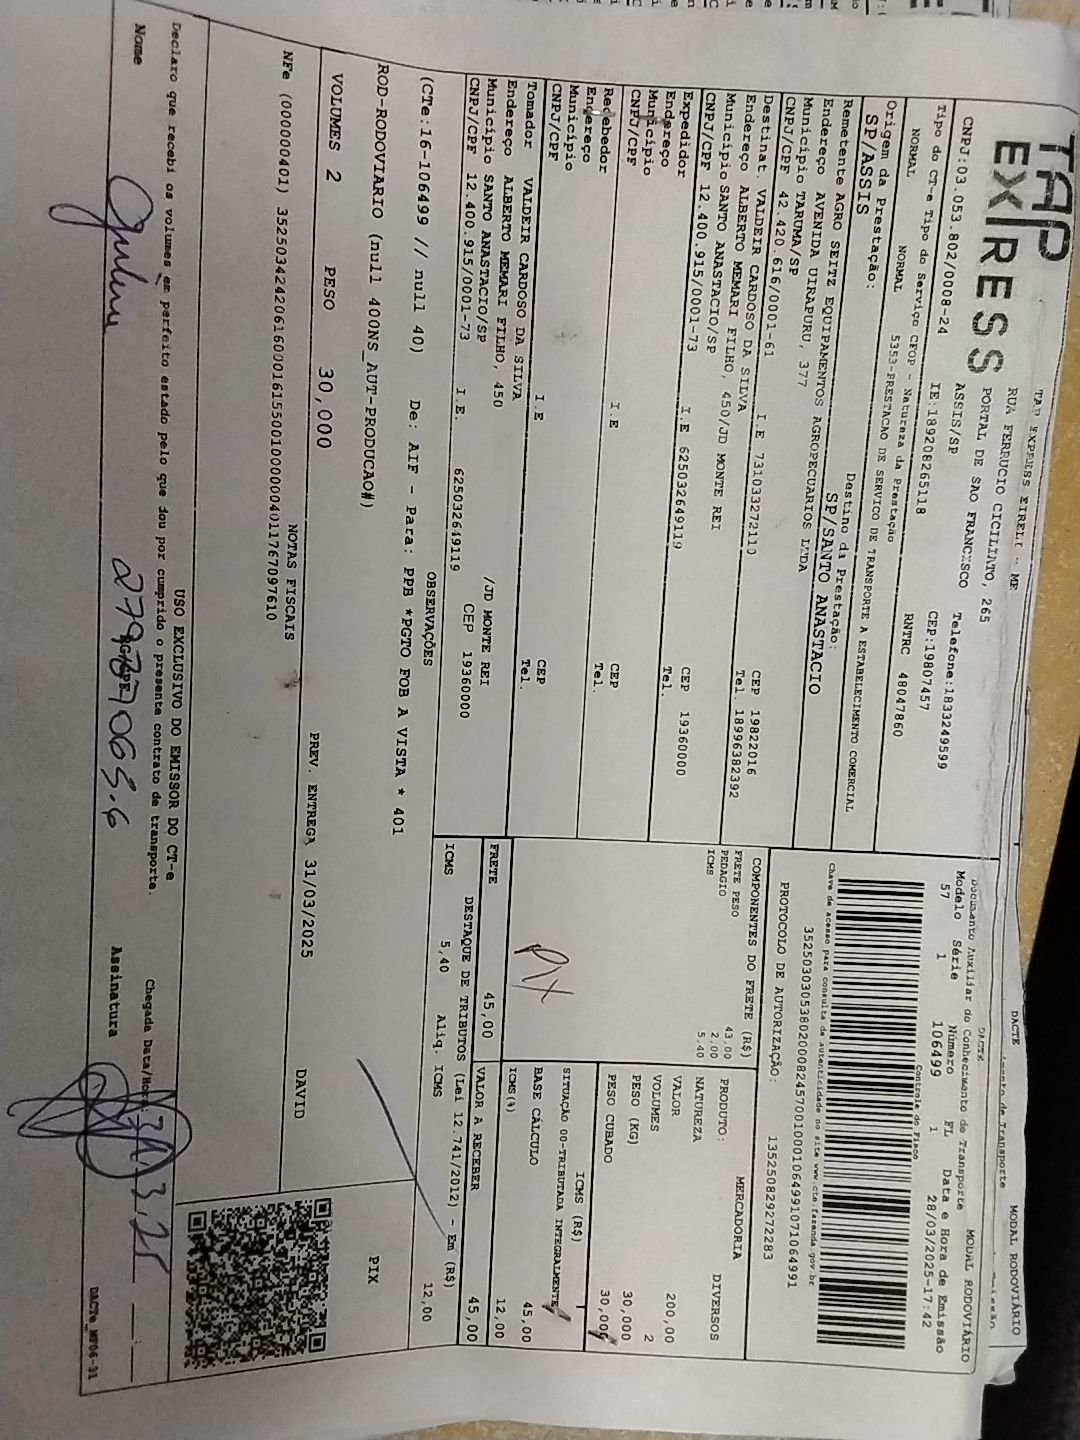 TAP EXPRESS EIRELI - ME
TAP
EXPRESS
RUA FERRUCIO CICILIATO, 265
PORTAL DE SAO FRANCISCO
ASSIS/SP
Telefone:1833249599
CNPJ:03.053.802/0008-24
IE:189208265118
CEP:19807457
Tipo do CT-e Tipo do Serviço CFOP - Natureza da Prestação
RNTRC 48047860
NORMAL NORMAL 5353-PRESTACAO DE SERVICO DE TRANSPORTE A ESTABELECIMENTO COMERCIAL
Origem da Prestação:
SP/ASSIS
Destino da Prestação:
SP/SANTO ANASTACIO
Remetente AGRO SEITZ EQUIPAMENTOS AGROPECUARIOS LTDA
Endereço AVENIDA UIRAPURU, 377
Município TARUMA/SP
CEP 19822016
CNPJ/CPF 42.420.616/0001-61
I.E 731033272110
Tel. 18996382392
Destinat. VALDEIR CARDOSO DA SILVA
Endereço ALBERTO MEMARI FILHO, 450/JD MONTE REI
Município SANTO ANASTACIO/SP
CEP 19360000
CNPJ/CPF 12.400.915/0001-73
I.E 625032649119
Tel.
Expedidor
Endereço
Município
CEP
CNPJ/CPF
I.E
Tel.
Recebedor
Endereço
Município
CEP
CNPJ/CPF
I.E
Tel.
Tomador VALDEIR CARDOSO DA SILVA
Endereço ALBERTO MEMARI FILHO, 450
/JD MONTE REI
Município SANTO ANASTACIO/SP
CEP 19360000
CNPJ/CPF 12.400.915/0001-73
I.E. 625032649119
DACTE
MODAL RODOVIÁRIO
DACTE
MODAL RODOVIÁRIO
Documento Auxiliar do Conhecimento de Transporte
Modelo Série Número FL Data e Hora de Emissão
57 1 106499 1 28/03/2025-17:42
Controle do Fisco
Chave de acesso para consulta de autenticidade no site www.cte.fazenda.gov.br
35250303053802000824570010001064991071064991
PROTOCOLO DE AUTORIZAÇÃO: 135250829272283
COMPONENTES DO FRETE (R$)
FRETE PESO 43,00
PEDAGIO 2,00
ICMS 5,40
PIX
FRETE 45,00
PRODUTO: MERCADORIA
NATUREZA DIVERSOS
VALOR 200,00
VOLUMES 2
PESO (KG) 30,000
PESO CUBADO 30,000
ICMS (R$)
SITUAÇÃO 00-TRIBUTADA INTEGRALMENTE
BASE CÁLCULO 45,00
ICMS(%) 12,00
VALOR A RECEBER 45,00
DESTAQUE DE TRIBUTOS (Lei 12.741/2012) - Em (R$)
ICMS 5,40 Aliq. ICMS 12,00
OBSERVAÇÕES
(CTe:16-106499 // null 40) De: AIF - Para: PPB *PGTO FOB A VISTA * 401
ROD-RODOVIARIO (null 400NS_AUT-PRODUCAO#)
PIX
VOLUMES 2 PESO 30,000 PREV. ENTREGA 31/03/2025 DAVID
NOTAS FISCAIS
NFe (000000401) 35250342420616000161550010000004011767097610
USO EXCLUSIVO DO EMISSOR DO CT-e
Declaro que recebi os volumes em perfeito estado pelo que dou por cumprido o presente contrato de transporte.
Chegada Data/Hora:
Nome
Assinatura
DACTe_MP06-31